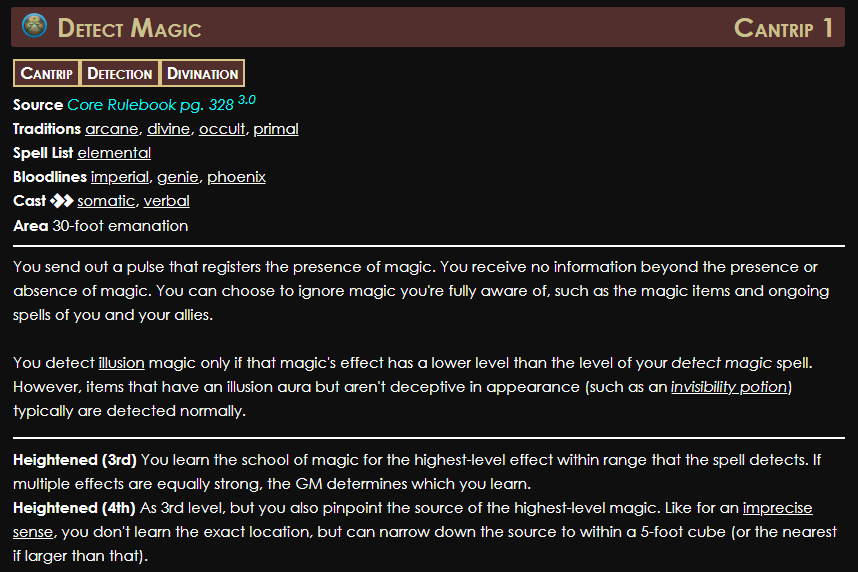 Detect Magic Cantrip 1
Cantrip Detection Divination
Source Core Rulebook pg. 328 3.0
Traditions arcane, divine, occult, primal
Spell List elemental
Bloodlines imperial, genie, phoenix
Cast somatic, verbal
Area 30-foot emanation
You send out a pulse that registers the presence of magic. You receive no information beyond the presence or
absence of magic. You can choose to ignore magic you're fully aware of, such as the magic items and ongoing
spells of you and your allies.
You detect illusion magic only if that magic's effect has a lower level than the level of your detect magic spell.
However, items that have an illusion aura but aren't deceptive in appearance (such as an invisibility potion)
typically are detected normally.
Heightened (3rd) You learn the school of magic for the highest-level effect within range that the spell detects. If
multiple effects are equally strong, the GM determines which you learn.
Heightened (4th) As 3rd level, but you also pinpoint the source of the highest-level magic. Like for an imprecise
sense, you don't learn the exact location, but can narrow down the source to within a 5-foot cube (or the nearest
if larger than that).